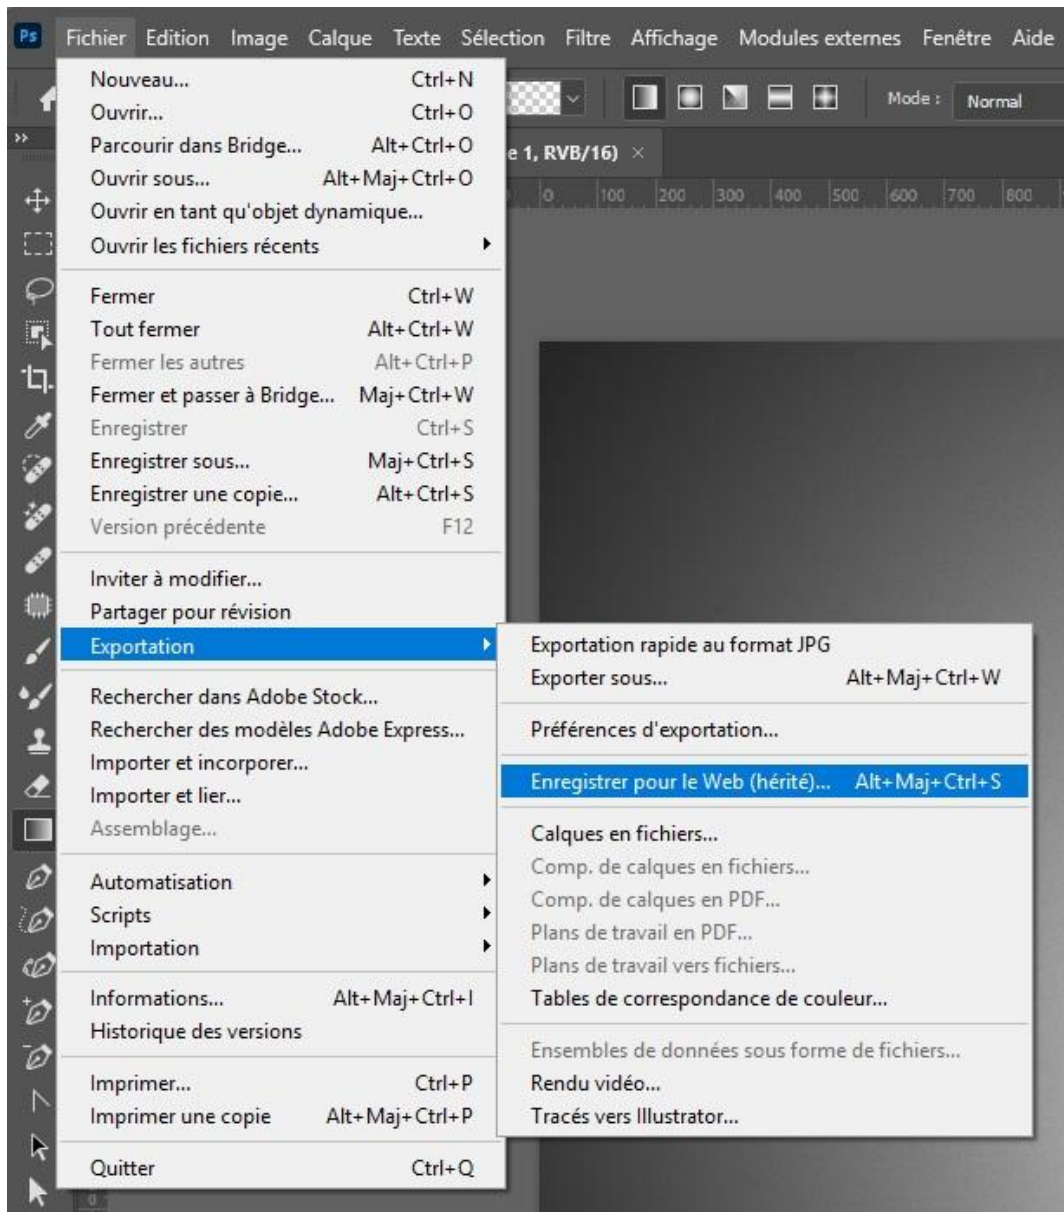 Ps Fichier Edition Image Calque Texte Sélection Filtre Affichage Modules externes Fenêtre Aide
Mode : Normal
e 1, RVB/16) ×
0 100 200 300 400 500 600 700 800
Nouveau... Ctrl+N
Ouvrir... Ctrl+O
Parcourir dans Bridge... Alt+Ctrl+O
Ouvrir sous... Alt+Maj+Ctrl+O
Ouvrir en tant qu'objet dynamique...
Ouvrir les fichiers récents
Fermer Ctrl+W
Tout fermer Alt+Ctrl+W
Fermer les autres Alt+Ctrl+P
Fermer et passer à Bridge... Maj+Ctrl+W
Enregistrer Ctrl+S
Enregistrer sous... Maj+Ctrl+S
Enregistrer une copie... Alt+Ctrl+S
Version précédente F12
Inviter à modifier...
Partager pour révision
Exportation
Rechercher dans Adobe Stock...
Rechercher des modèles Adobe Express...
Importer et incorporer...
Importer et lier...
Assemblage...
Automatisation
Scripts
Importation
Informations... Alt+Maj+Ctrl+I
Historique des versions
Imprimer... Ctrl+P
Imprimer une copie Alt+Maj+Ctrl+P
Quitter Ctrl+Q
Exportation rapide au format JPG
Exporter sous... Alt+Maj+Ctrl+W
Préférences d'exportation...
Enregistrer pour le Web (hérité)... Alt+Maj+Ctrl+S
Calques en fichiers...
Comp. de calques en fichiers...
Comp. de calques en PDF...
Plans de travail en PDF...
Plans de travail vers fichiers...
Tables de correspondance de couleur...
Ensembles de données sous forme de fichiers...
Rendu vidéo...
Tracés vers Illustrator...